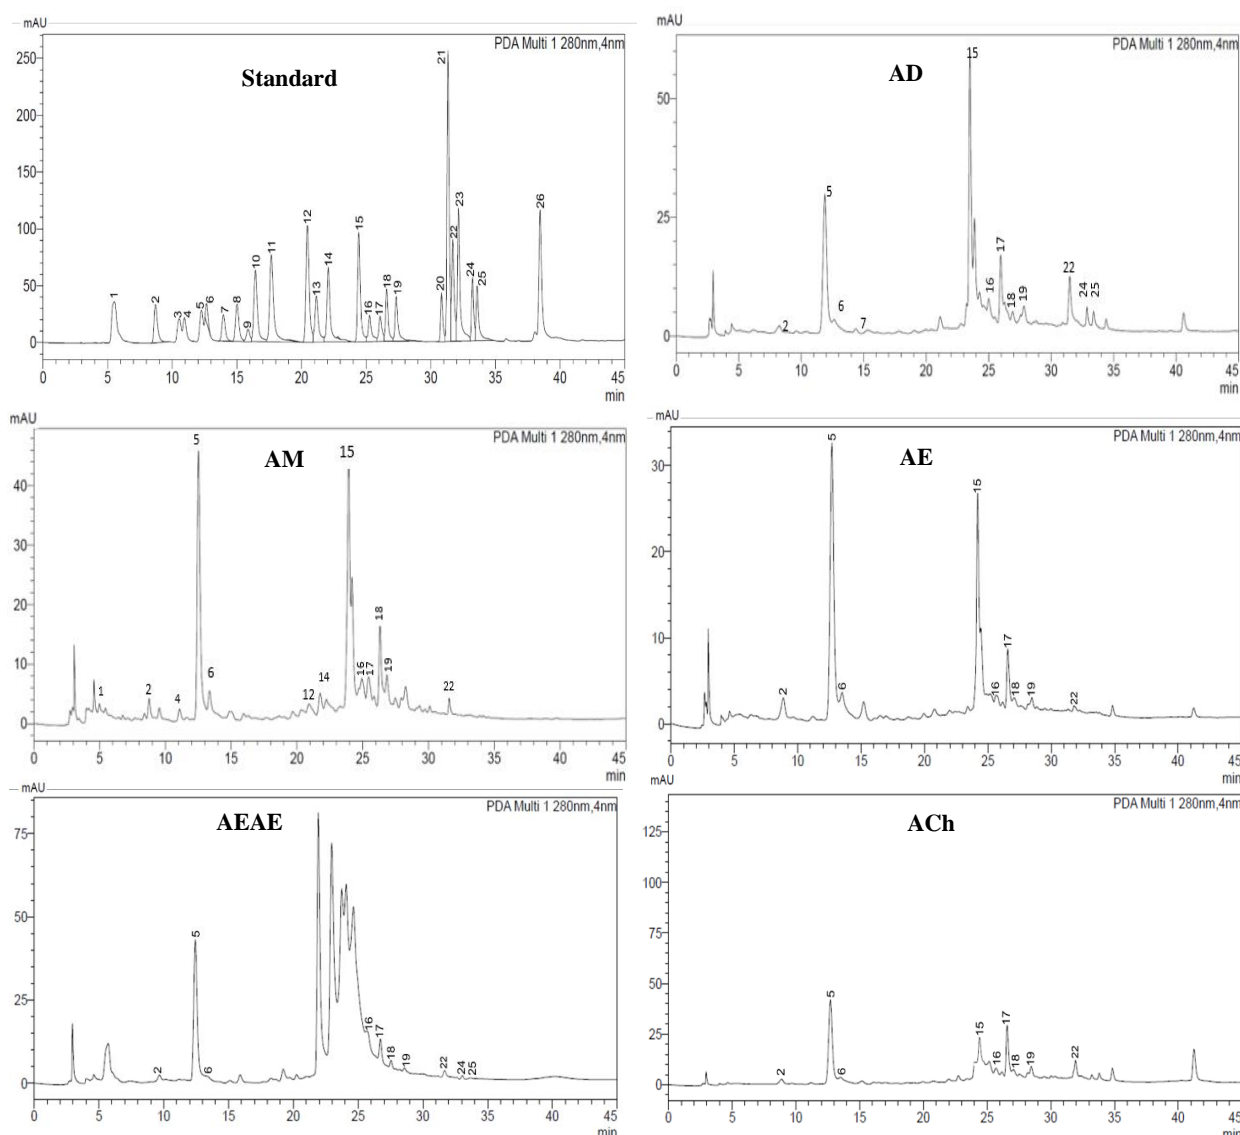 mAU
PDA Multi 1 280nm,4nm
Standard
250
200
150
100
50
0
1 2 3 4 5 6 7 8 9 10 11 12 13 14 15 16 17 18 19 20 21 22 23 24 25 26
0 5 10 15 20 25 30 35 40 45
min
mAU
PDA Multi 1 280nm,4nm
AD
50
25
0
2 5 6 7 15 16 17 18 19 22 24 25
0 5 10 15 20 25 30 35 40 45
min
mAU
PDA Multi 1 280nm,4nm
AM
40
30
20
10
0
1 2 4 5 6 12 14 15 16 17 18 19 22
0 5 10 15 20 25 30 35 40 45
min
mAU
PDA Multi 1 280nm,4nm
AE
30
20
10
0
2 5 6 15 16 17 18 19 22
0 5 10 15 20 25 30 35 40 45
min
mAU
PDA Multi 1 280nm,4nm
AEAE
75
50
25
0
2 5 6 16 17 18 19 22 24 25
0 5 10 15 20 25 30 35 40 45
min
mAU
PDA Multi 1 280nm,4nm
ACh
125
100
75
50
25
0
2 5 6 15 16 17 18 19 22
0 5 10 15 20 25 30 35 40 45
min